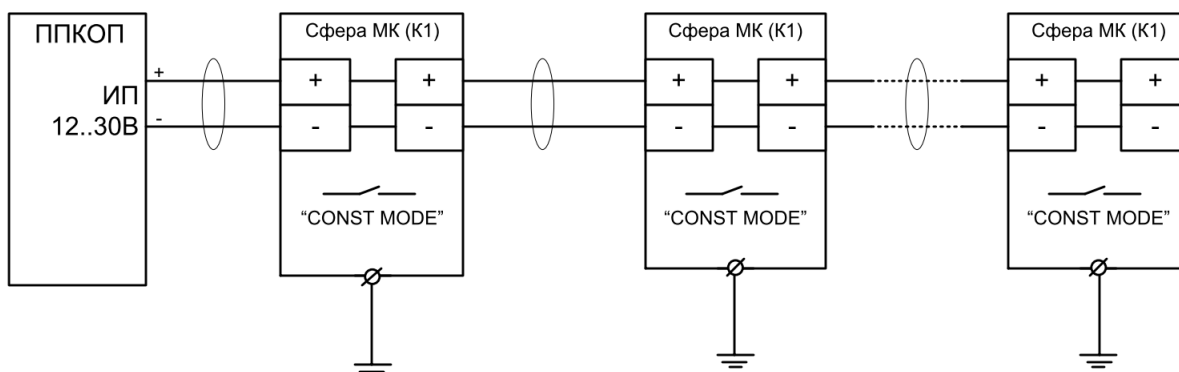 ППКОП
ИП
12..30В
+
-
Сфера МК (К1)
+
+
-
-
“CONST MODE”
Сфера МК (К1)
+
+
-
-
“CONST MODE”
Сфера МК (К1)
+
+
-
-
“CONST MODE”